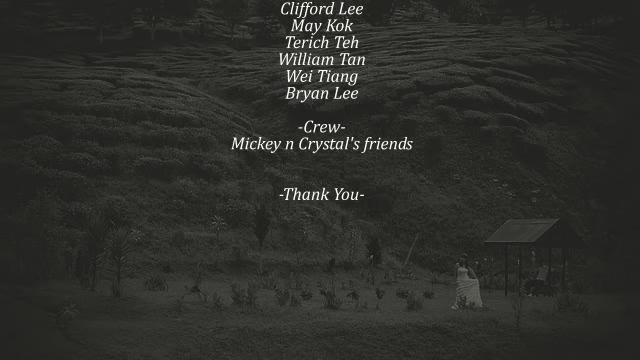 Clifford Lee
May Kok
Terich Teh
William Tan
Wei Tiang
Bryan Lee
-Crew-
Mickey n Crystal's friends
-Thank You-